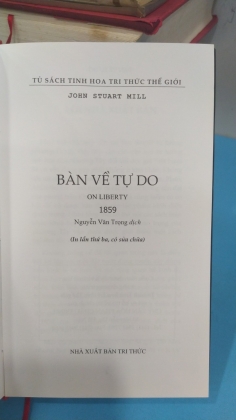 TỦ SÁCH TINH HOA TRI THỨC THẾ GIỚI
JOHN STUART MILL
BÀN VỀ TỰ DO
ON LIBERTY
1859
Nguyễn Văn Trọng dịch
(In lần thứ ba, có sửa chữa)
NHÀ XUẤT BẢN TRI THỨC